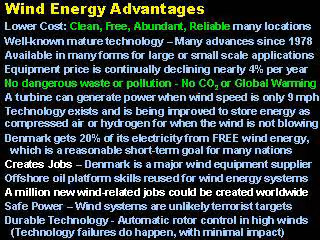 Wind Energy Advantages
Lower Cost: Clean, Free, Abundant, Reliable many locations
Well-known mature technology – Many advances since 1978
Available in many forms for large or small scale applications
Equipment price is continually declining nearly 4% per year
No dangerous waste or pollution - No CO₂ or Global Warming
A turbine can generate power when wind speed is only 9 mph
Technology exists and is being improved to store energy as
compressed air or hydrogen for when the wind is not blowing
Denmark gets 20% of its electricity from FREE wind energy,
which is a reasonable short-term goal for many nations
Creates Jobs – Denmark is a major wind equipment supplier
Offshore oil platform skills reused for wind energy systems
A million new wind-related jobs could be created worldwide
Safe Power – Wind systems are unlikely terrorist targets
Durable Technology - Automatic rotor control in high winds
(Technology failures do happen, with minimal impact)